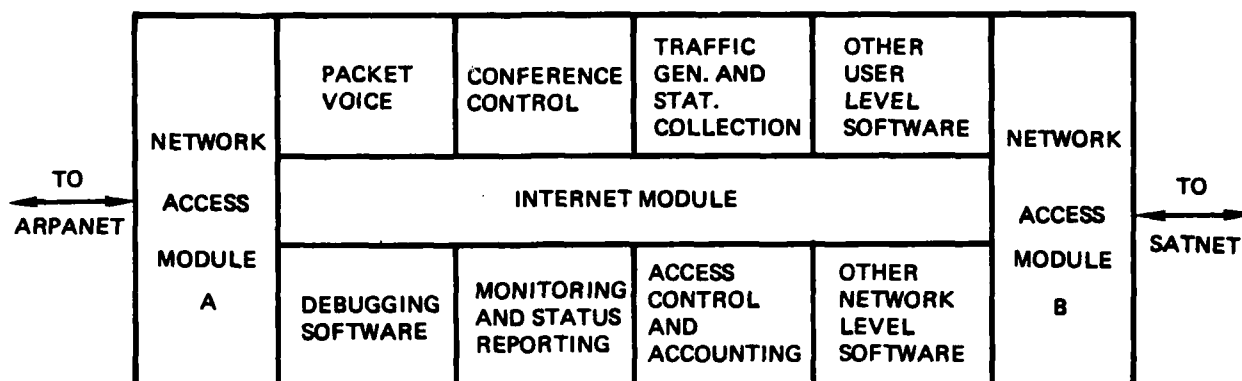 TO
ARPANET
NETWORK
ACCESS
MODULE
A
PACKET
VOICE
CONFERENCE
CONTROL
TRAFFIC
GEN. AND
STAT.
COLLECTION
OTHER
USER
LEVEL
SOFTWARE
INTERNET MODULE
DEBUGGING
SOFTWARE
MONITORING
AND STATUS
REPORTING
ACCESS
CONTROL
AND
ACCOUNTING
OTHER
NETWORK
LEVEL
SOFTWARE
NETWORK
ACCESS
MODULE
B
TO
SATNET